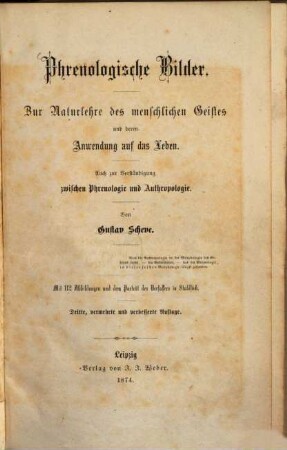 Phrenologische Bilder.
Zur Naturlehre des menschlichen Geistes
und deren
Anwendung auf das Leben.
Auch zur Verständigung
zwischen Phrenologie und Anthropologie.
Von
Gustav Scheve.
Mit 112 Abbildungen und dem Porträt des Verfassers in Stahlstich.
Dritte, vermehrte und verbesserte Auflage.
Leipzig
Verlag von J. J. Weber.
1874.